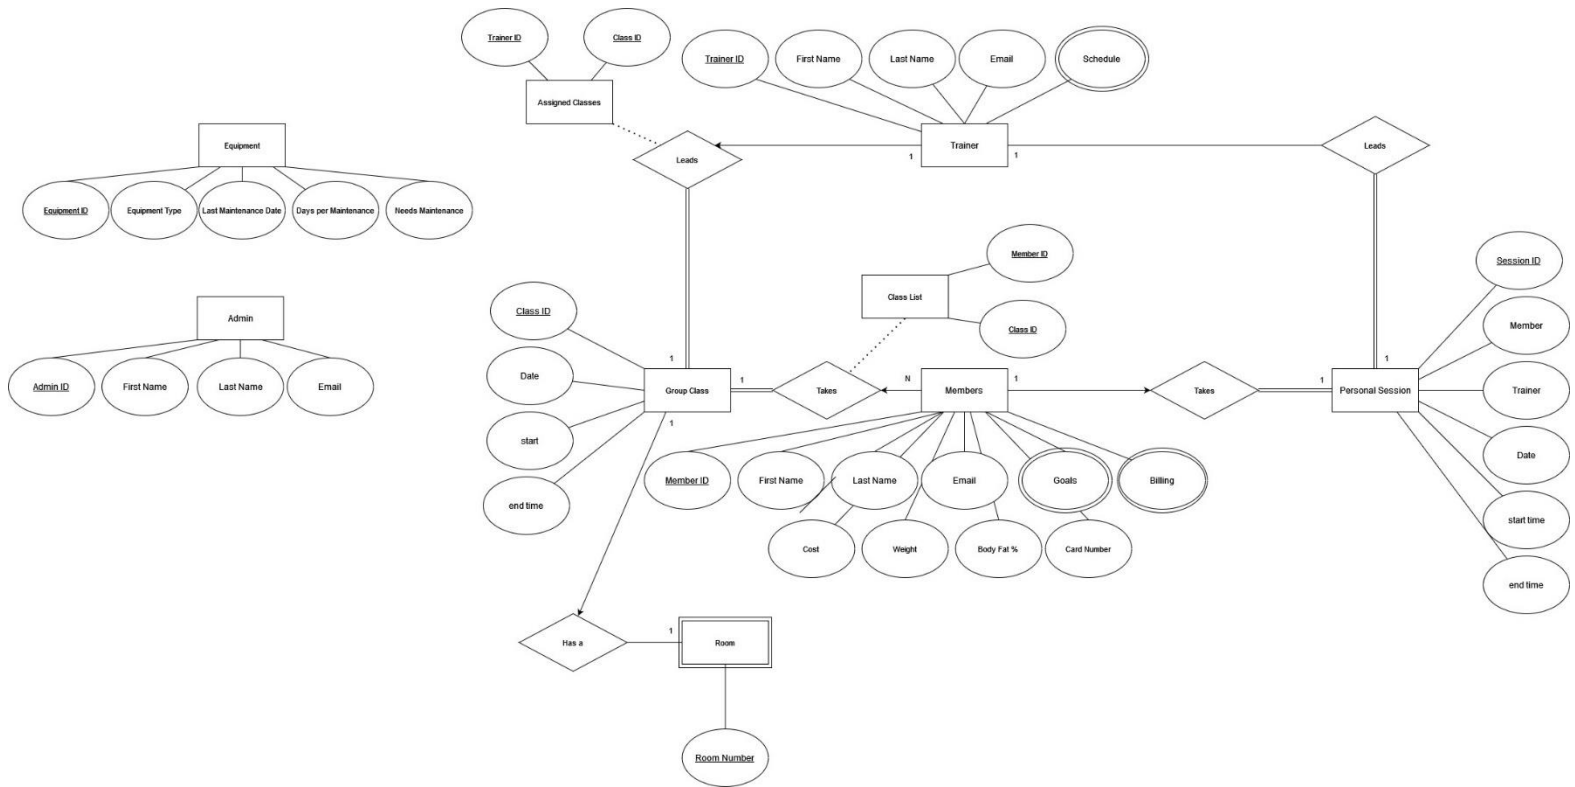 Trainer ID
Class ID
Assigned Classes
Trainer ID
First Name
Last Name
Email
Schedule
Equipment
Leads
1
Trainer
1
Leads
Equipment ID
Equipment Type
Last Maintenance Date
Days per Maintenance
Needs Maintenance
Member ID
Class List
Class ID
Session ID
Member
Admin
Class ID
Admin ID
First Name
Last Name
Email
Date
1
Group Class
1
Takes
N
Members
1
Takes
1
1
Personal Session
Trainer
start
1
Member ID
First Name
Last Name
Email
Goals
Billing
Date
end time
Cost
Weight
Body Fat %
Card Number
start time
end time
Has a
1
Room
Room Number